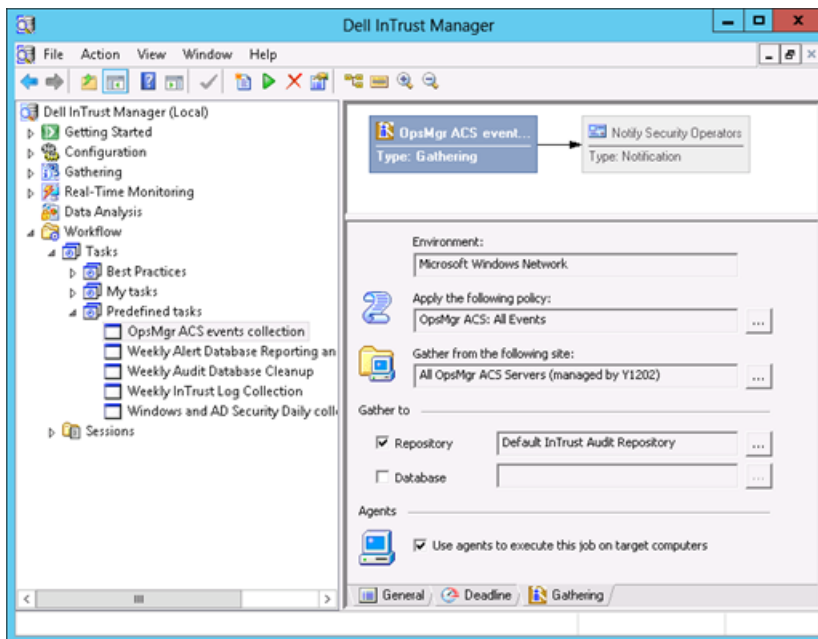 Dell InTrust Manager
File Action View Window Help
Dell InTrust Manager (Local)
Getting Started
Configuration
Gathering
Real-Time Monitoring
Data Analysis
Workflow
Tasks
Best Practices
My tasks
Predefined tasks
OpsMgr ACS events collection
Weekly Alert Database Reporting an
Weekly Audit Database Cleanup
Weekly InTrust Log Collection
Windows and AD Security Daily coll
Sessions
OpsMgr ACS event...
Type: Gathering
Notify Security Operators
Type: Notification
Environment:
Microsoft Windows Network
Apply the following policy:
OpsMgr ACS: All Events
...
Gather from the following site:
All OpsMgr ACS Servers (managed by Y1202)
...
Gather to
Repository
Default InTrust Audit Repository
...
Database
...
Agents
Use agents to execute this job on target computers
General Deadline Gathering